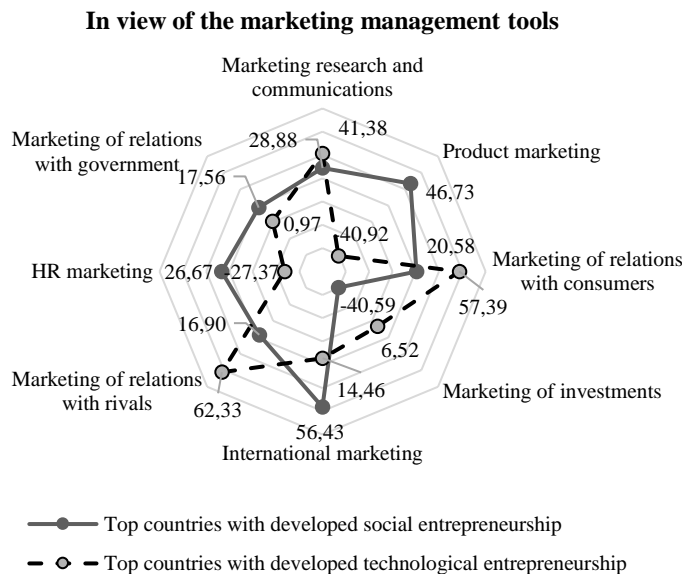 In view of the marketing management tools
Marketing research and
communications
28,88
41,38
Marketing of relations
with government
Product marketing
17,56
46,73
0,97
-40,92
20,58
HR marketing
26,67
-27,37
Marketing of relations
with consumers
57,39
-40,59
16,90
6,52
Marketing of relations
with rivals
Marketing of investments
62,33
14,46
56,43
International marketing
Top countries with developed social entrepreneurship
Top countries with developed technological entrepreneurship